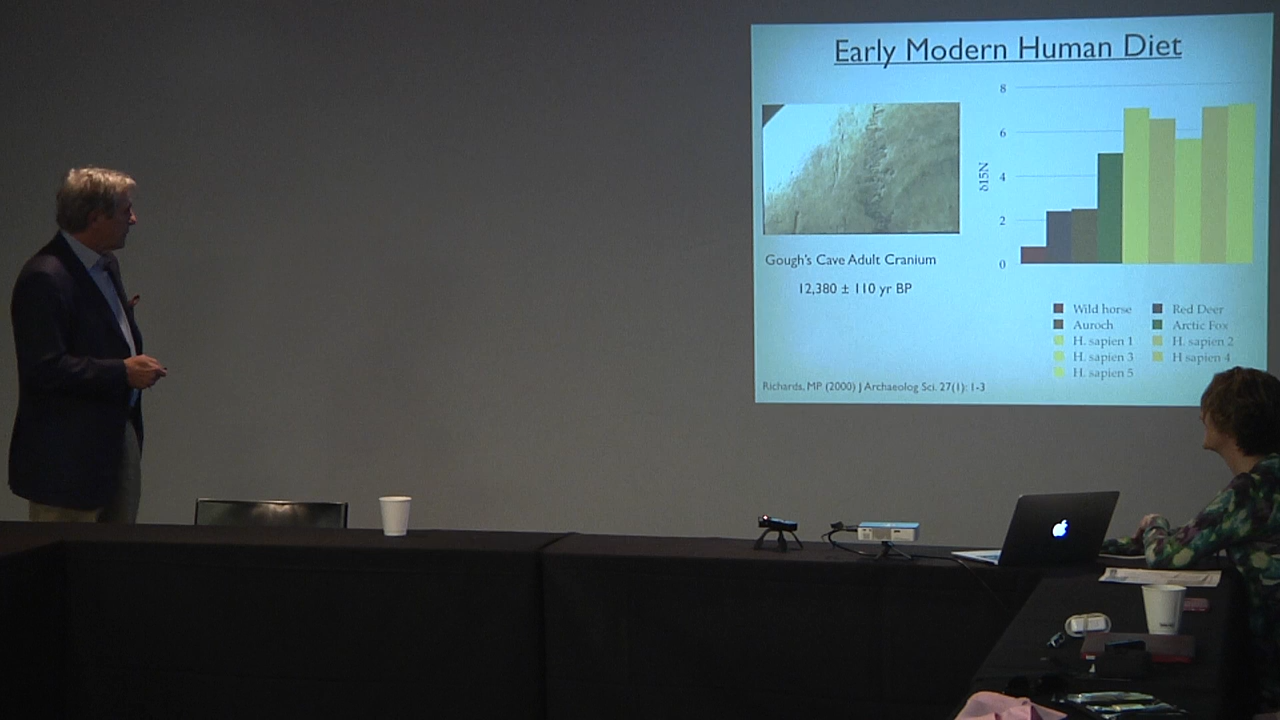 Early Modern Human Diet
8
6
4
2
0
δ15N
Gough's Cave Adult Cranium
12,380 ± 110 yr BP
Wild horse
Red Deer
Auroch
Arctic Fox
H. sapien 1
H. sapien 2
H. sapien 3
H sapien 4
H. sapien 5
Richards, MP (2000) J Archaeolog Sci. 27(1): 1-3